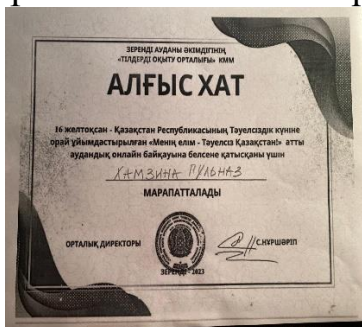 ЗЕРЕНДІ АУДАНЫ ӘКІМДІГІНІҢ
«ТІЛДЕРДІ ОҚЫТУ ОРТАЛЫҒЫ» КММ
АЛҒЫС ХАТ
16 желтоқсан - Қазақстан Республикасының Тәуелсіздік күніне
орай ұйымдастырылған «Менің елім - Тәуелсіз Қазақстан!» атты
аудандық онлайн байқауына белсене қатысқаны үшін
ХАМЗИНА ГУЛЬНАЗ
МАРАПАТТАЛАДЫ
ОРТАЛЫҚ ДИРЕКТОРЫ
С.НҰРШӘРІП
ЗЕРЕНДІ - 2023